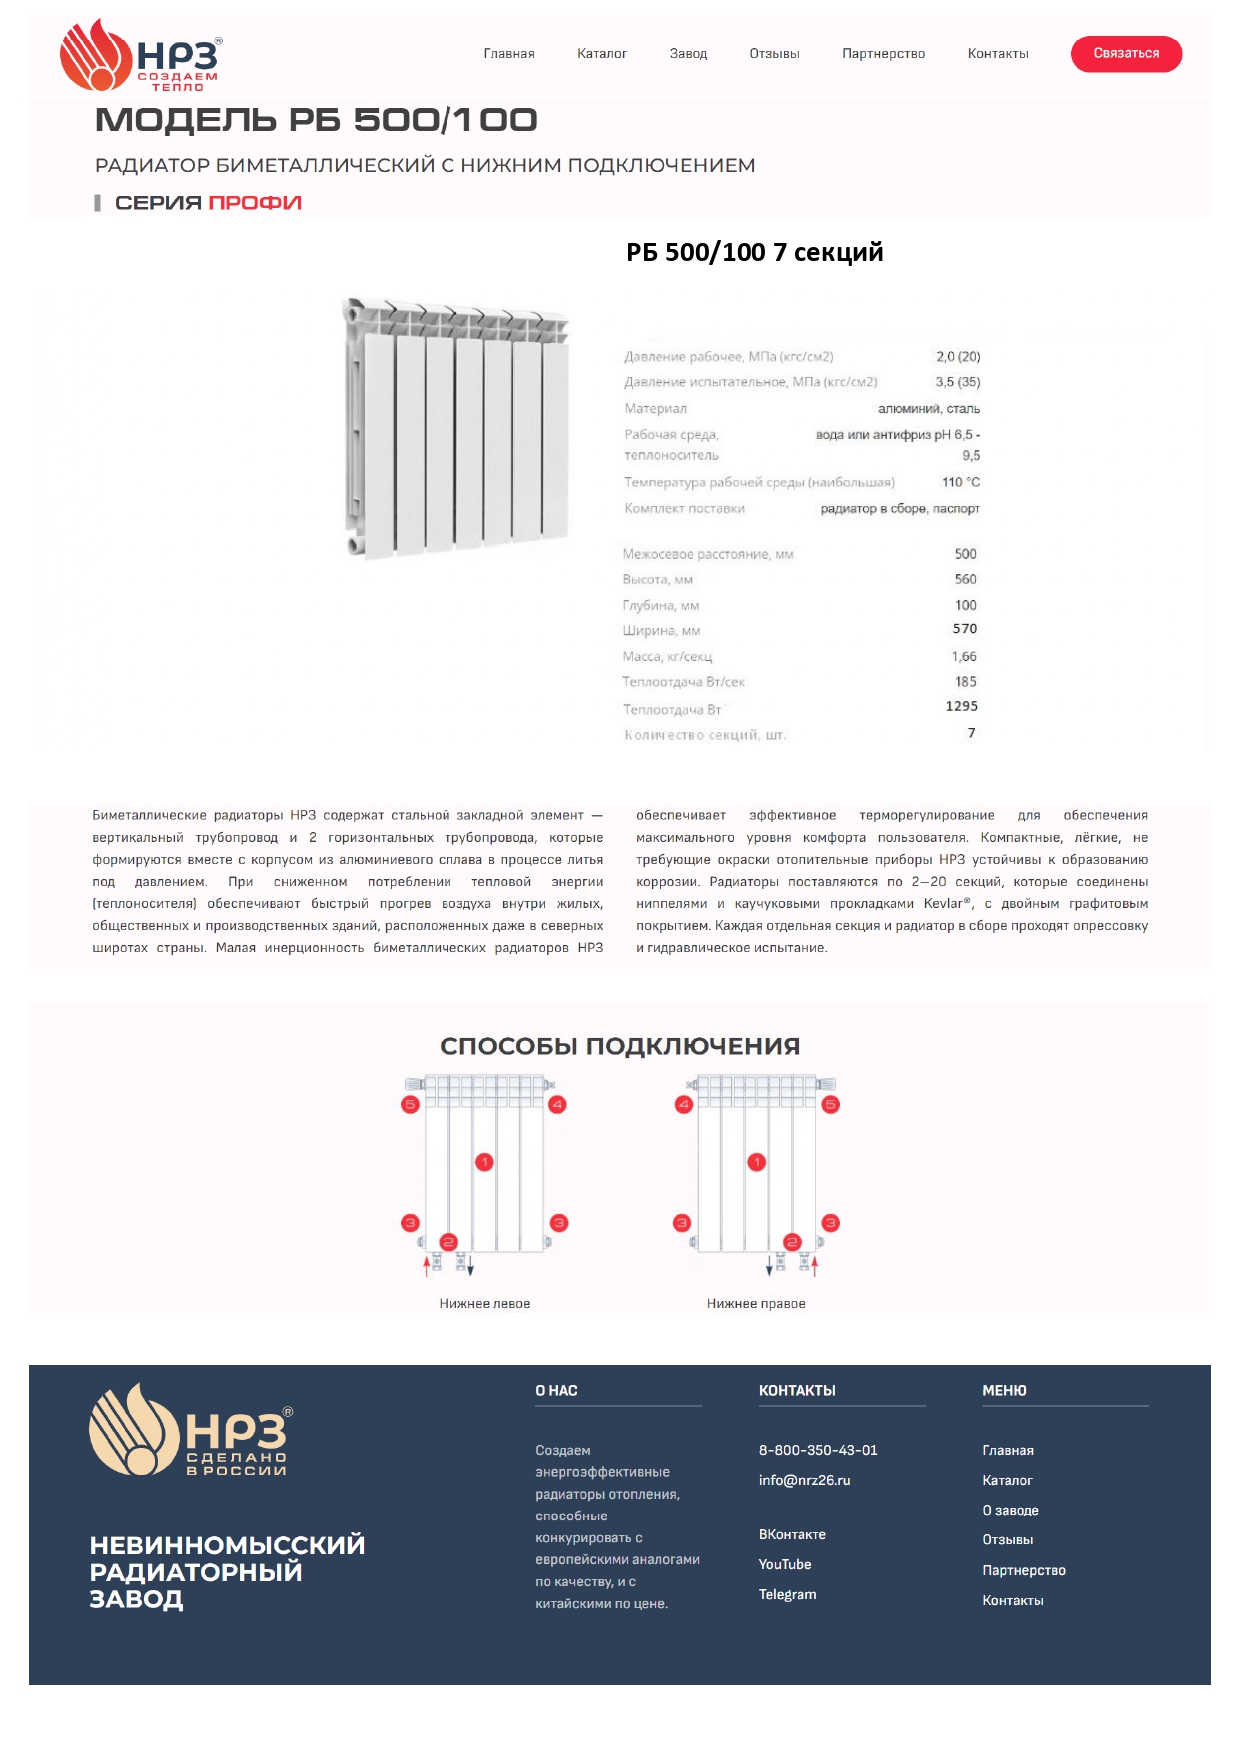 НРЗ®
СОЗДАЕМ
ТЕПЛО
Главная Каталог Завод Отзывы Партнерство Контакты Связаться
МОДЕЛЬ РБ 500/100
РАДИАТОР БИМЕТАЛЛИЧЕСКИЙ С НИЖНИМ ПОДКЛЮЧЕНИЕМ
СЕРИЯ ПРОФИ
РБ 500/100 7 секций
Давление рабочее, МПа (кгс/см2) 2,0 (20)
Давление испытательное, МПа (кгс/см2) 3,5 (35)
Материал алюминий, сталь
Рабочая среда, вода или антифриз pH 6,5 -
теплоноситель 9,5
Температура рабочей среды (наибольшая) 110 °C
Комплект поставки радиатор в сборе, паспорт
Межосевое расстояние, мм 500
Высота, мм 560
Глубина, мм 100
Ширина, мм 570
Масса, кг/секц 1,66
Теплоотдача Вт/сек 185
Теплоотдача Вт 1295
Количество секций, шт. 7
Биметаллические радиаторы НРЗ содержат стальной закладной элемент —
вертикальный трубопровод и 2 горизонтальных трубопровода, которые
формируются вместе с корпусом из алюминиевого сплава в процессе литья
под давлением. При сниженном потреблении тепловой энергии
(теплоносителя) обеспечивают быстрый прогрев воздуха внутри жилых,
общественных и производственных зданий, расположенных даже в северных
широтах страны. Малая инерционность биметаллических радиаторов НРЗ
обеспечивает эффективное терморегулирование для обеспечения
максимального уровня комфорта пользователя. Компактные, лёгкие, не
требующие окраски отопительные приборы НРЗ устойчивы к образованию
коррозии. Радиаторы поставляются по 2—20 секций, которые соединены
ниппелями и каучуковыми прокладками Kevlar®, с двойным графитовым
покрытием. Каждая отдельная секция и радиатор в сборе проходят опрессовку
и гидравлическое испытание.
СПОСОБЫ ПОДКЛЮЧЕНИЯ
5 4 4 5
1 1
3 3 3 3
2 2
Нижнее левое Нижнее правое
НРЗ®
СДЕЛАНО
В РОССИИ
НЕВИННОМЫССКИЙ
РАДИАТОРНЫЙ
ЗАВОД
О НАС
Создаем
энергоэффективные
радиаторы отопления,
способные
конкурировать с
европейскими аналогами
по качеству, и с
китайскими по цене.
КОНТАКТЫ
8-800-350-43-01
info@nrz26.ru
ВКонтакте
YouTube
Telegram
МЕНЮ
Главная
Каталог
О заводе
Отзывы
Партнерство
Контакты